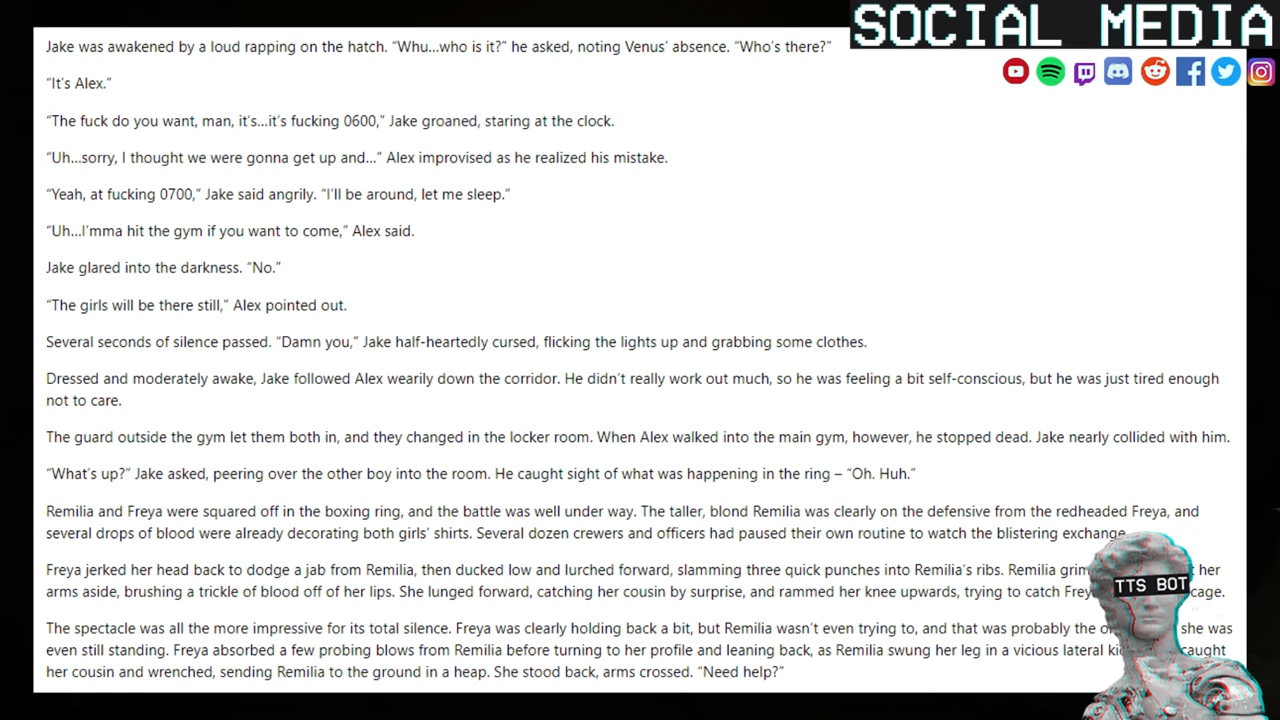 SOCIAL MEDIA
Jake was awakened by a loud rapping on the hatch. “Whu...who is it?” he asked, noting Venus’ absence. “Who’s there?”
“It’s Alex.”
“The fuck do you want, man, it’s...it’s fucking 0600,” Jake groaned, staring at the clock.
“Uh...sorry, I thought we were gonna get up and...” Alex improvised as he realized his mistake.
“Yeah, at fucking 0700,” Jake said angrily. “I’ll be around, let me sleep.”
“Uh...I’mma hit the gym if you want to come,” Alex said.
Jake glared into the darkness. “No.”
“The girls will be there still,” Alex pointed out.
Several seconds of silence passed. “Damn you,” Jake half-heartedly cursed, flicking the lights up and grabbing some clothes.
Dressed and moderately awake, Jake followed Alex wearily down the corridor. He didn’t really work out much, so he was feeling a bit self-conscious, but he was just tired enough
not to care.
The guard outside the gym let them both in, and they changed in the locker room. When Alex walked into the main gym, however, he stopped dead. Jake nearly collided with him.
“What’s up?” Jake asked, peering over the other boy into the room. He caught sight of what was happening in the ring – “Oh. Huh.”
Remilia and Freya were squared off in the boxing ring, and the battle was well under way. The taller, blond Remilia was clearly on the defensive from the redheaded Freya, and
several drops of blood were already decorating both girls’ shirts. Several dozen crewers and officers had paused their own routine to watch the blistering exchange.
Freya jerked her head back to dodge a jab from Remilia, then ducked low and lurched forward, slamming three quick punches into Remilia’s ribs. Remilia her
arms aside, brushing a trickle of blood off of her lips. She lunged forward, catching her cousin by surprise, and rammed her knee upwards, trying to catch cage.
The spectacle was all the more impressive for its total silence. Freya was clearly holding back a bit, but Remilia wasn’t even trying to, and that was probably the she was
even still standing. Freya absorbed a few probing blows from Remilia before turning to her profile and leaning back, as Remilia swung her leg in a vicious lateral caught
her cousin and wrenched, sending Remilia to the ground in a heap. She stood back, arms crossed. “Need help?”
TTS BOT